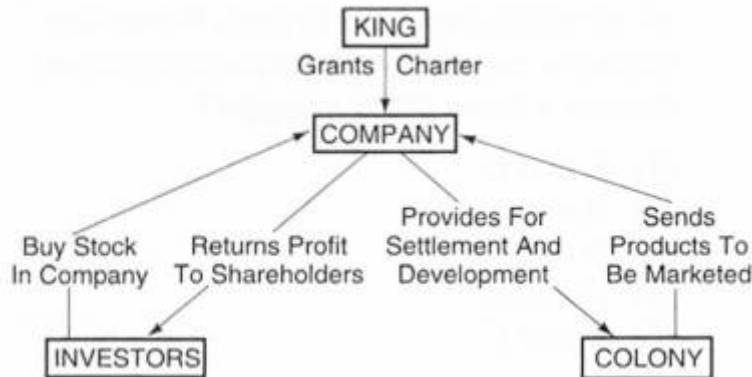 KING
Grants Charter
COMPANY
Buy Stock
In Company
Returns Profit
To Shareholders
Provides For
Settlement And
Development
Sends
Products To
Be Marketed
INVESTORS
COLONY